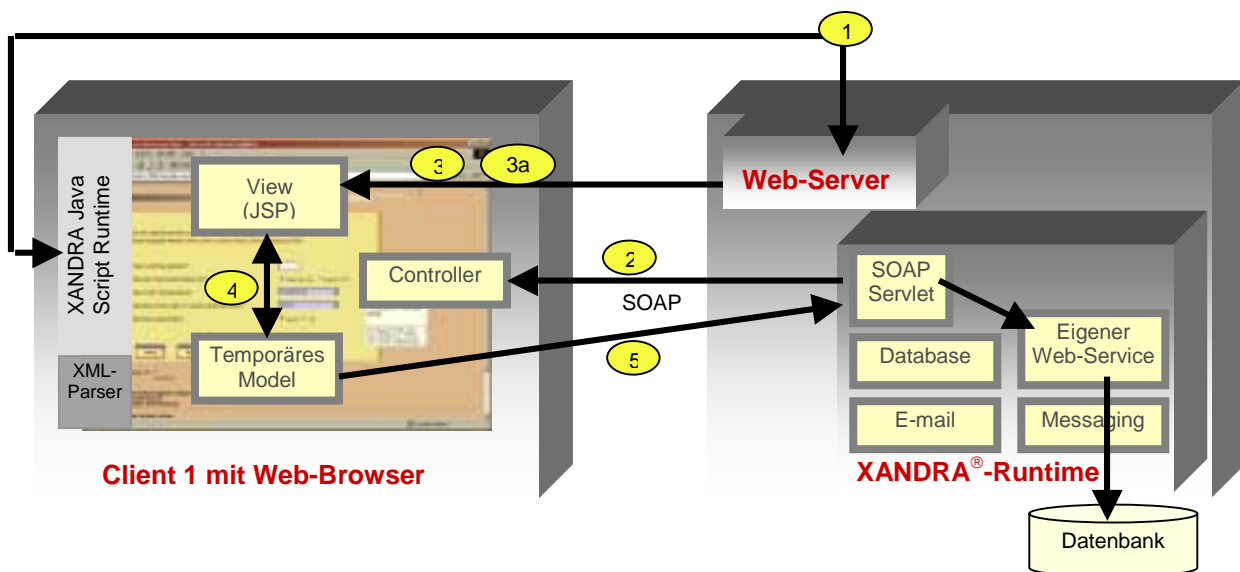 1
3
3a
Web-Server
XANDRA Java
Script Runtime
View
(JSP)
2
SOAP
Controller
SOAP
Servlet
4
Eigener
Web-Service
Temporäres
Model
5
Database
XML-
Parser
E-mail
Messaging
Client 1 mit Web-Browser
XANDRA®-Runtime
Datenbank